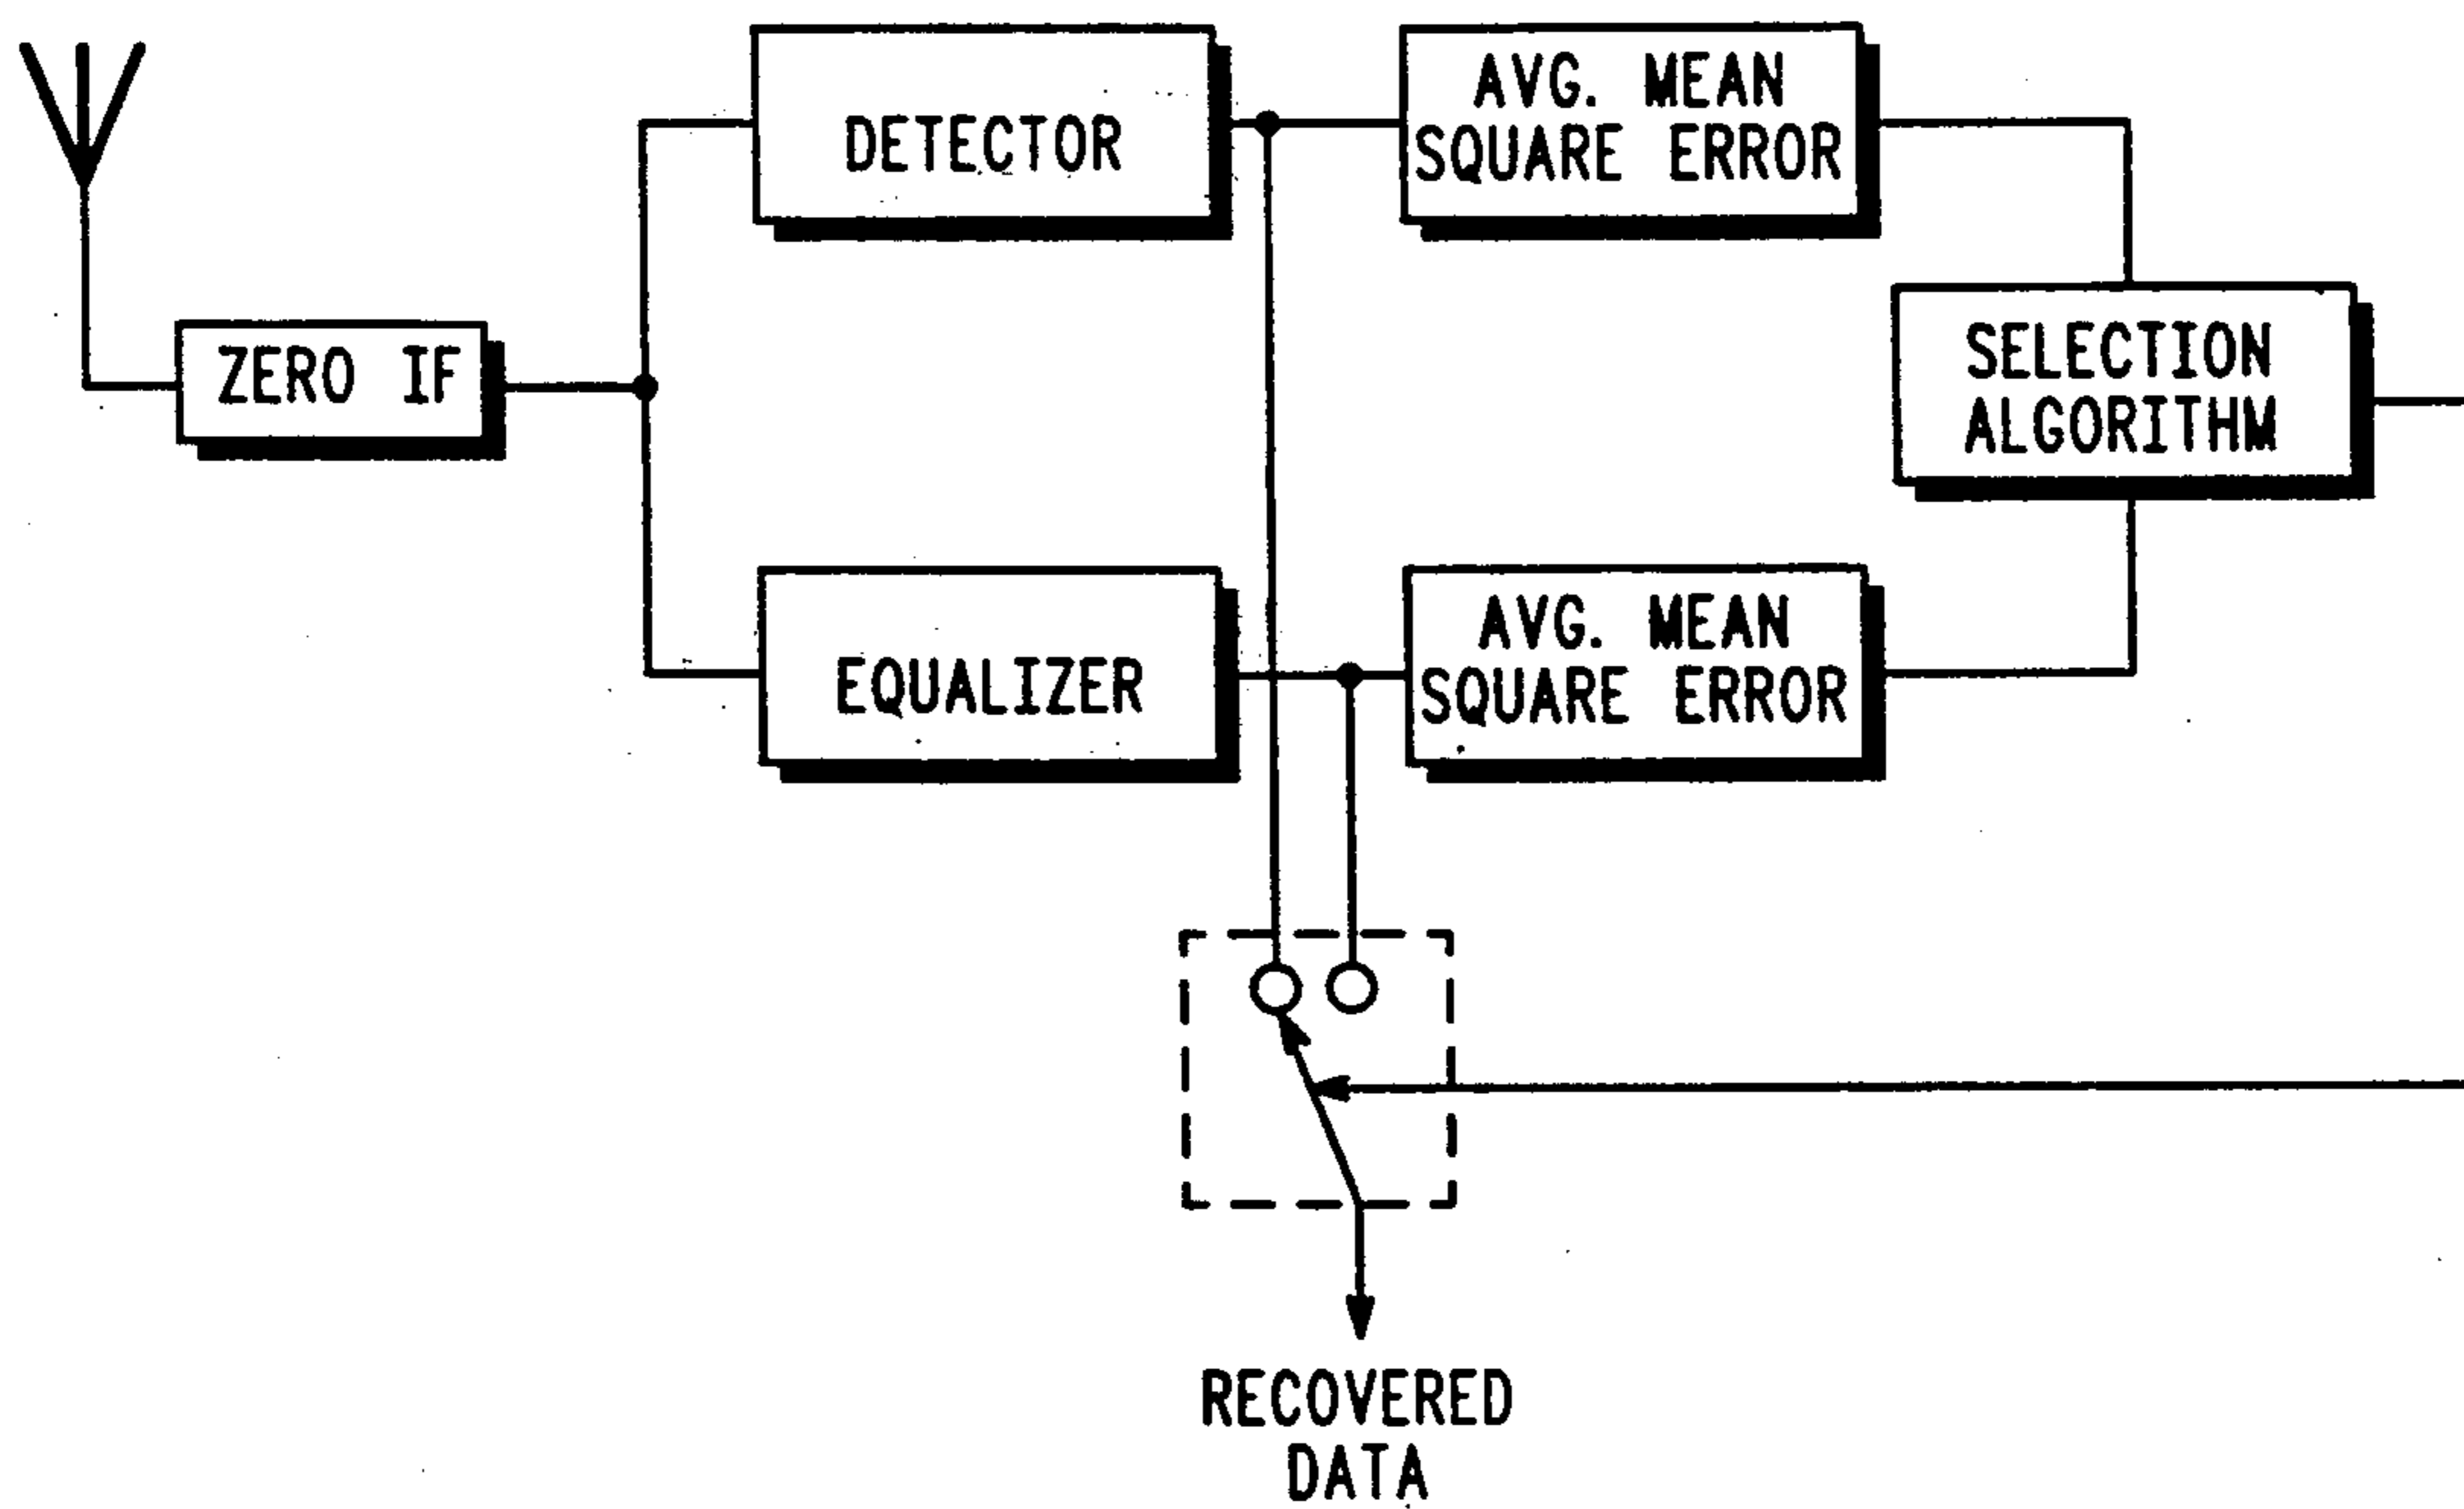 DETECTOR
AVG. MEAN
SQUARE ERROR
ZERO IF
SELECTION
ALGORITHM
EQUALIZER
AVG. MEAN
SQUARE ERROR
RECOVERED
DATA